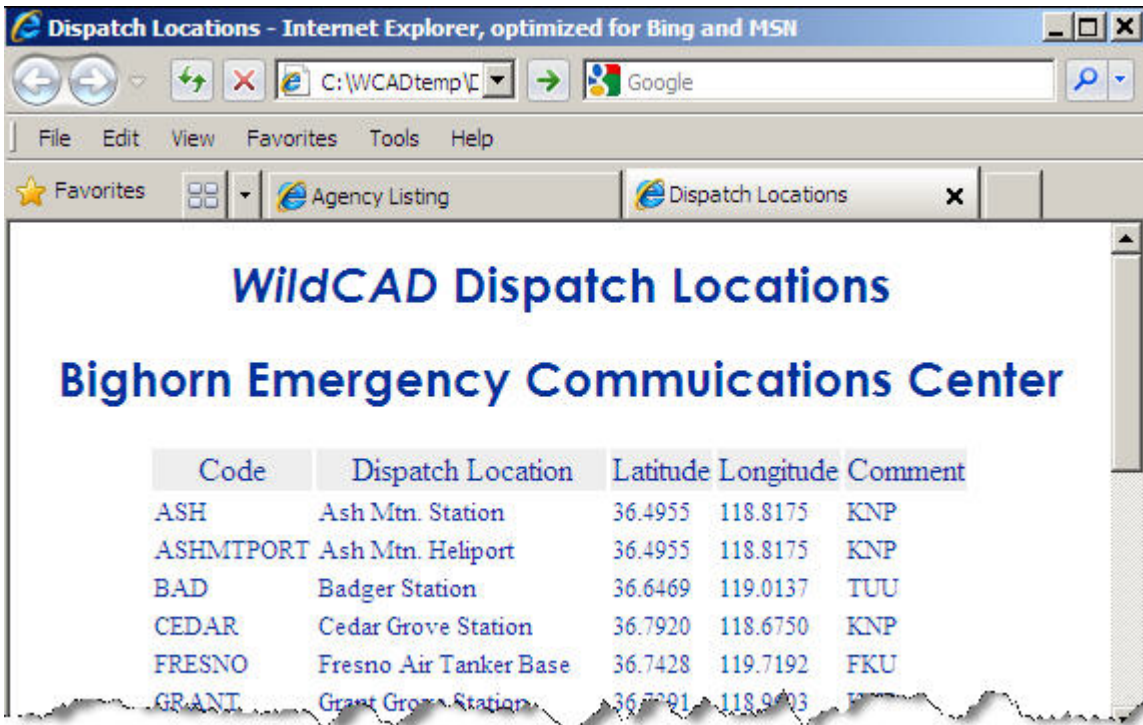 Dispatch Locations - Internet Explorer, optimized for Bing and MSN
C:\WCADtemp\D Google
File Edit View Favorites Tools Help
Favorites Agency Listing Dispatch Locations
WildCAD Dispatch Locations
Bighorn Emergency Commuications Center
Code Dispatch Location Latitude Longitude Comment
ASH Ash Mtn. Station 36.4955 118.8175 KNP
ASHMTPORT Ash Mtn. Heliport 36.4955 118.8175 KNP
BAD Badger Station 36.6469 119.0137 TUU
CEDAR Cedar Grove Station 36.7920 118.6750 KNP
FRESNO Fresno Air Tanker Base 36.7428 119.7192 FKU
GRANT Grant Grove Station